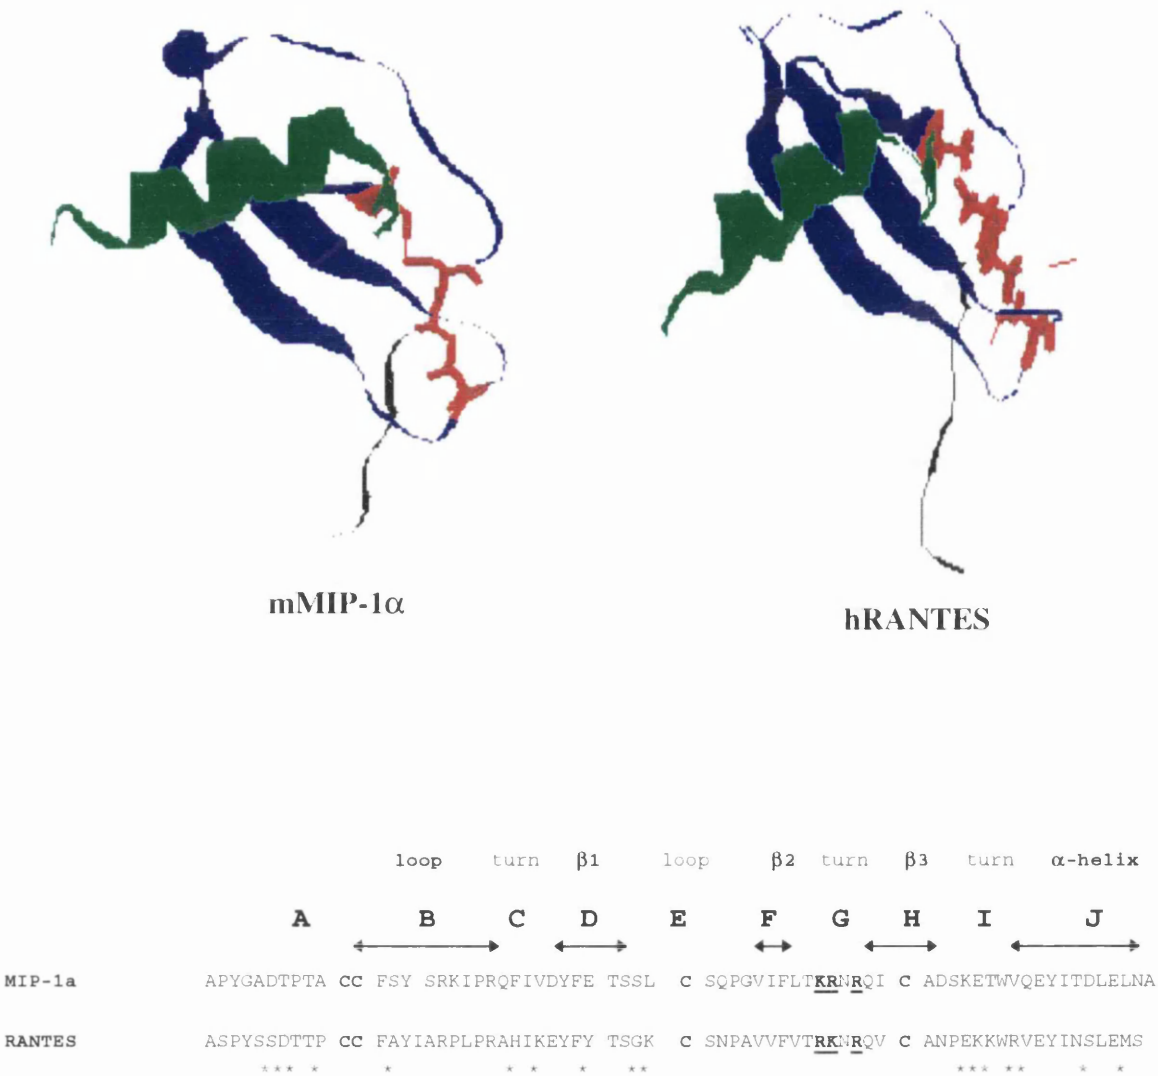 mMIP-1α
hRANTES
loop turn β1 loop β2 turn β3 turn α-helix
A B C D E F G H I J
MIP-1a APYGADTPTA CC FSY SRKIPRQFIVDYFE TSSL C SQPGVIFLTKRNRQI C ADSKETWVQEYITDLELNA
RANTES ASPYSSDTTP CC FAYIARPLPRAHIKEYFY TSGK C SNPAVVFVTRKNRQV C ANPEKKWRVEYINSLEMS
*** * * * * * ** *** ** * *